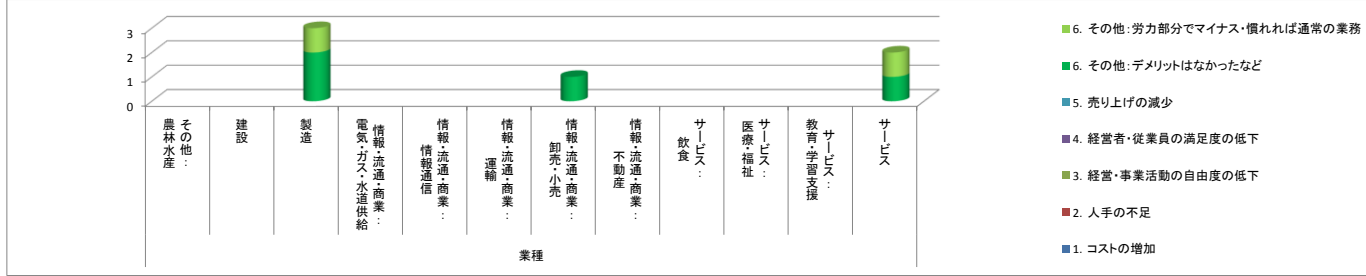 3
2
1
0
その他：
農林水産
建設
製造
情報・流通・商業：
電気・ガス・水道供給
情報・流通・商業：
情報通信
情報・流通・商業：
運輸
情報・流通・商業：
卸売・小売
情報・流通・商業：
不動産
サービス：
飲食
サービス：
医療・福祉
サービス：
教育・学習支援
サービス
業種
6. その他：労力部分でマイナス・慣れれば通常の業務
6. その他：デメリットはなかったなど
5. 売り上げの減少
4. 経営者・従業員の満足度の低下
3. 経営・事業活動の自由度の低下
2. 人手の不足
1. コストの増加